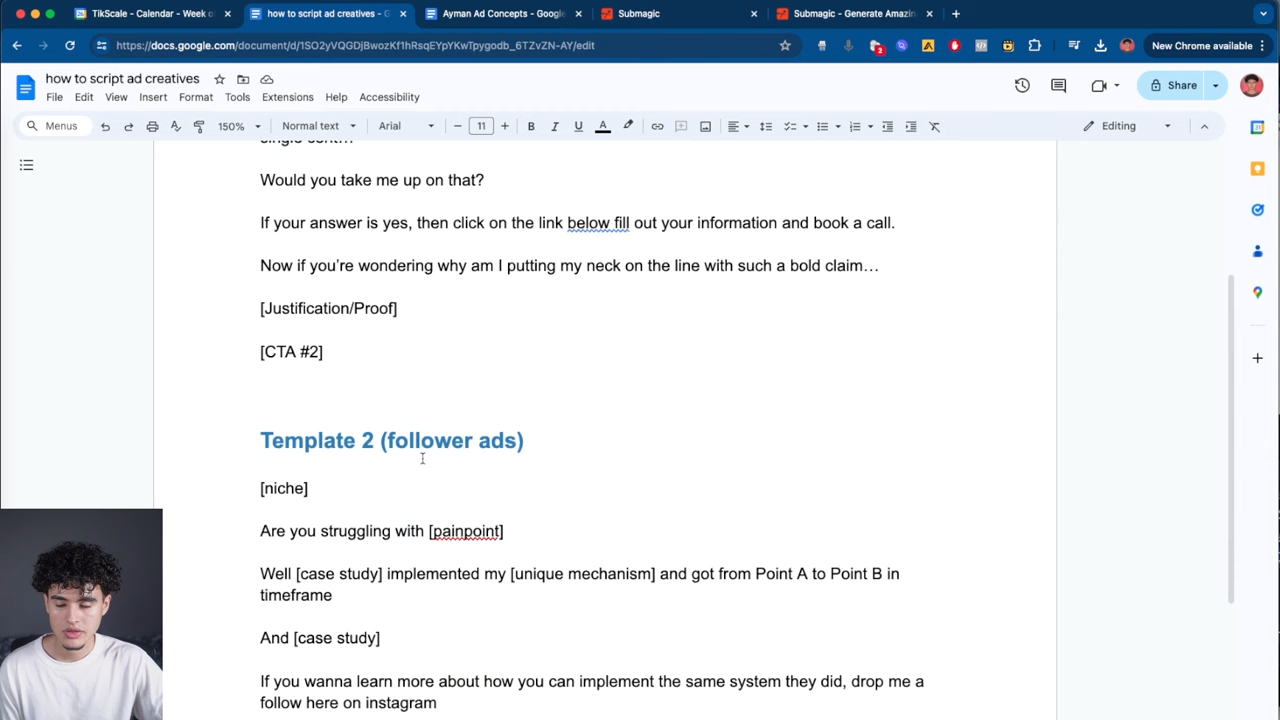 TikScale - Calendar - Week o
how to script ad creatives - G
Ayman Ad Concepts - Google
Submagic
Submagic - Generate Amazin
https://docs.google.com/document/d/1SO2yVQGDjBwozKf1hRsqEYpYKwTpygodb_6TZvZN-AY/edit
2
New Chrome available
how to script ad creatives
File Edit View Insert Format Tools Extensions Help Accessibility
Share
Menus
150%
Normal text
Arial
11
Editing
Would you take me up on that?
If your answer is yes, then click on the link below fill out your information and book a call.
Now if you’re wondering why am I putting my neck on the line with such a bold claim…
[Justification/Proof]
[CTA #2]
Template 2 (follower ads)
[niche]
Are you struggling with [painpoint]
Well [case study] implemented my [unique mechanism] and got from Point A to Point B in
timeframe
And [case study]
If you wanna learn more about how you can implement the same system they did, drop me a
follow here on instagram